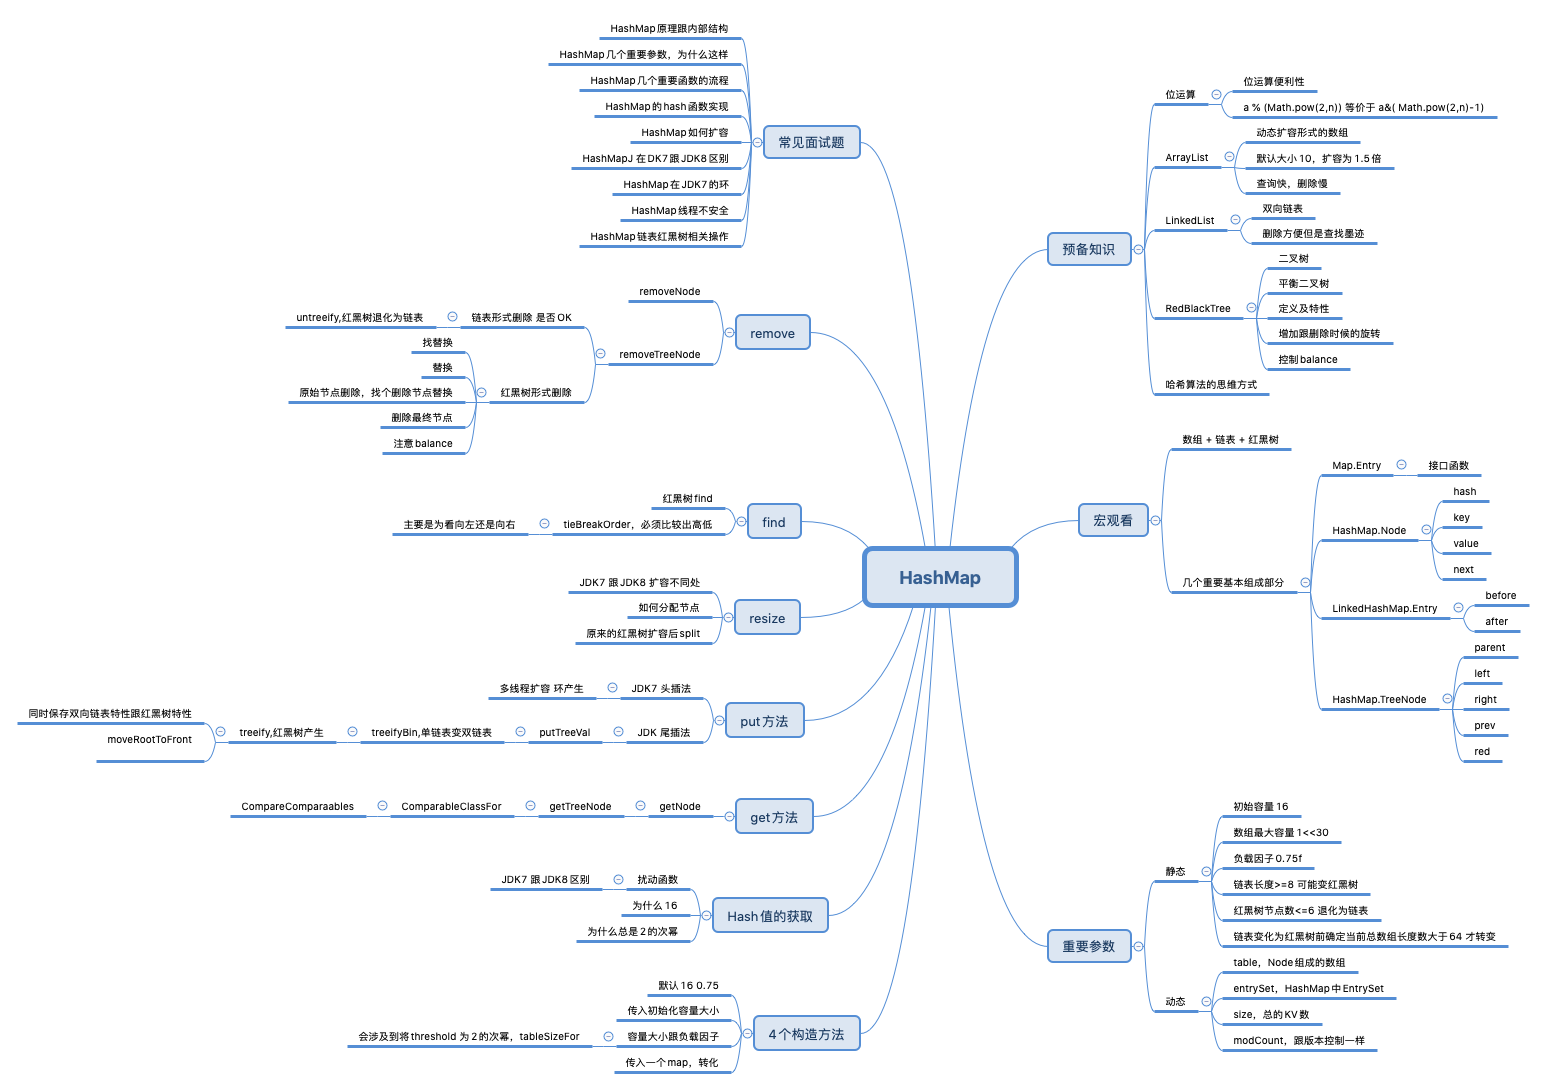 HashMap
预备知识
位运算
位运算便利性
a % (Math.pow(2,n)) 等价于 a&( Math.pow(2,n)-1)
ArrayList
动态扩容形式的数组
默认大小 10，扩容为 1.5 倍
查询快，删除慢
LinkedList
双向链表
删除方便但是查找墨迹
RedBlackTree
二叉树
平衡二叉树
定义及特性
增加跟删除时候的旋转
控制balance
哈希算法的思维方式
宏观看
数组 + 链表 + 红黑树
几个重要基本组成部分
Map.Entry
接口函数
HashMap.Node
hash
key
value
next
LinkedHashMap.Entry
before
after
HashMap.TreeNode
parent
left
right
prev
red
重要参数
静态
初始容量 16
数组最大容量 1<<30
负载因子 0.75f
链表长度>=8 可能变红黑树
红黑树节点数<=6 退化为链表
链表变化为红黑树前确定当前总数组长度数大于 64 才转变
动态
table，Node组成的数组
entrySet，HashMap 中EntrySet
size，总的KV数
modCount，跟版本控制一样
常见面试题
HashMap原理跟内部结构
HashMap几个重要参数，为什么这样
HashMap几个重要函数的流程
HashMap的hash函数实现
HashMap如何扩容
HashMapJ 在DK7跟JDK8区别
HashMap在JDK7的环
HashMap线程不安全
HashMap链表红黑树相关操作
remove
removeNode
removeTreeNode
链表形式删除 是否OK
untreeify,红黑树退化为链表
红黑树形式删除
找替换
替换
原始节点删除，找个删除节点替换
删除最终节点
注意balance
find
红黑树find
tieBreakOrder，必须比较出高低
主要是为看向左还是向右
resize
JDK7 跟JDK8 扩容不同处
如何分配节点
原来的红黑树扩容后split
put方法
JDK7 头插法
多线程扩容 环产生
JDK 尾插法
putTreeVal
treeifyBin,单链表变双链表
treeify,红黑树产生
同时保存双向链表特性跟红黑树特性
moveRootToFront
get方法
getNode
getTreeNode
ComparableClassFor
CompareComparaables
Hash值的获取
扰动函数
JDK7 跟JDK8区别
为什么 16
为什么总是2的次幂
4个构造方法
默认 16 0.75
传入初始化容量大小
容量大小跟负载因子
会涉及到将threshold 为2的次幂，tableSizeFor
传入一个map，转化